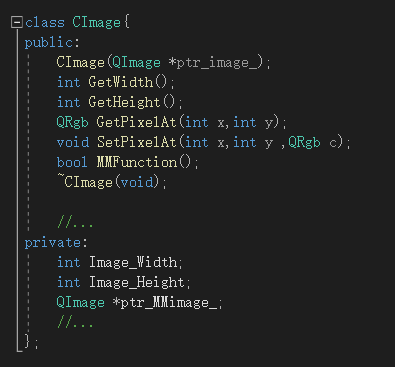 class CImage{
public:
    CImage(QImage *ptr_image_);
    int GetWidth();
    int GetHeight();
    QRgb GetPixelAt(int x,int y);
    void SetPixelAt(int x,int y ,QRgb c);
    bool MMFunction();
    ~CImage(void);

    //...
private:
    int Image_Width;
    int Image_Height;
    QImage *ptr_MMimage_;
    //...
};